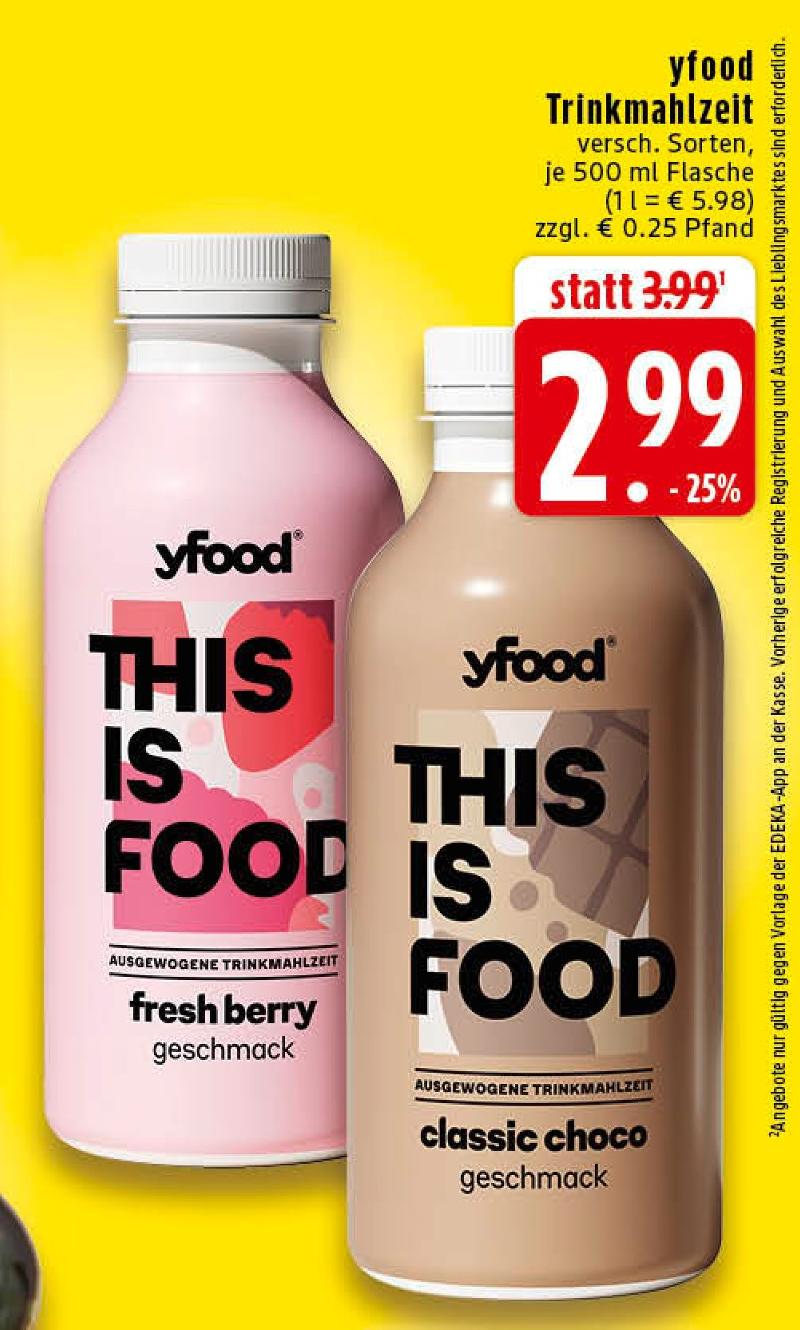 yfood
Trinkmahlzeit
versch. Sorten,
je 500 ml Flasche
(1 l = € 5.98)
zzgl. € 0.25 Pfand
statt 3.99¹
2.99
- 25%
yfood®
THIS
IS
FOOD
AUSGEWOGENE TRINKMAHLZEIT
fresh berry
geschmack
yfood®
THIS
IS
FOOD
AUSGEWOGENE TRINKMAHLZEIT
classic choco
geschmack
²Angebote nur gültig gegen Vorlage der EDEKA-App an der Kasse. Vorherige erfolgreiche Registrierung und Auswahl des Lieblingsmarktes sind erforderlich.